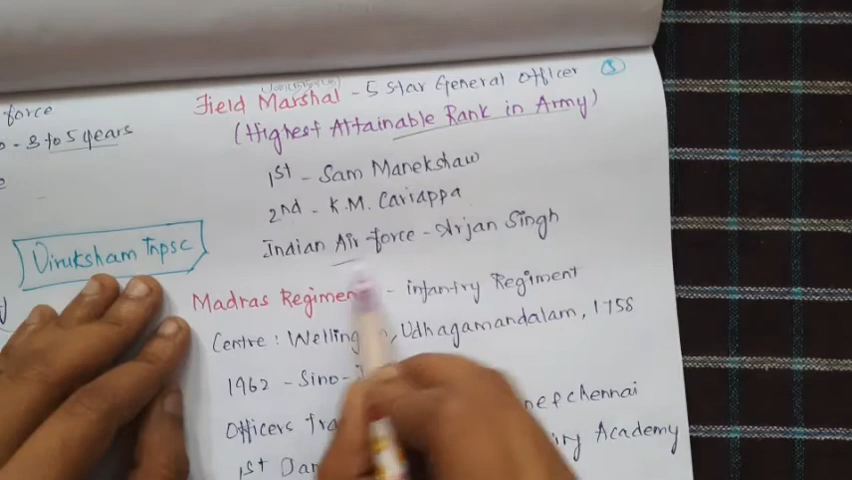 force
- 3 to 5 years
Viruksham Tnpsc
Field Marshal - 5 Star General Officer ③
(Highest Attainable Rank in Army)
1st - Sam Manekshaw
2nd - K.M. Cariappa
Indian Air force - Arjan Singh
Madras Regiment - infantry Regiment
Centre: Udhagamandalam, 1758
1962 - Sino-
Officers Chennai
1st Academy